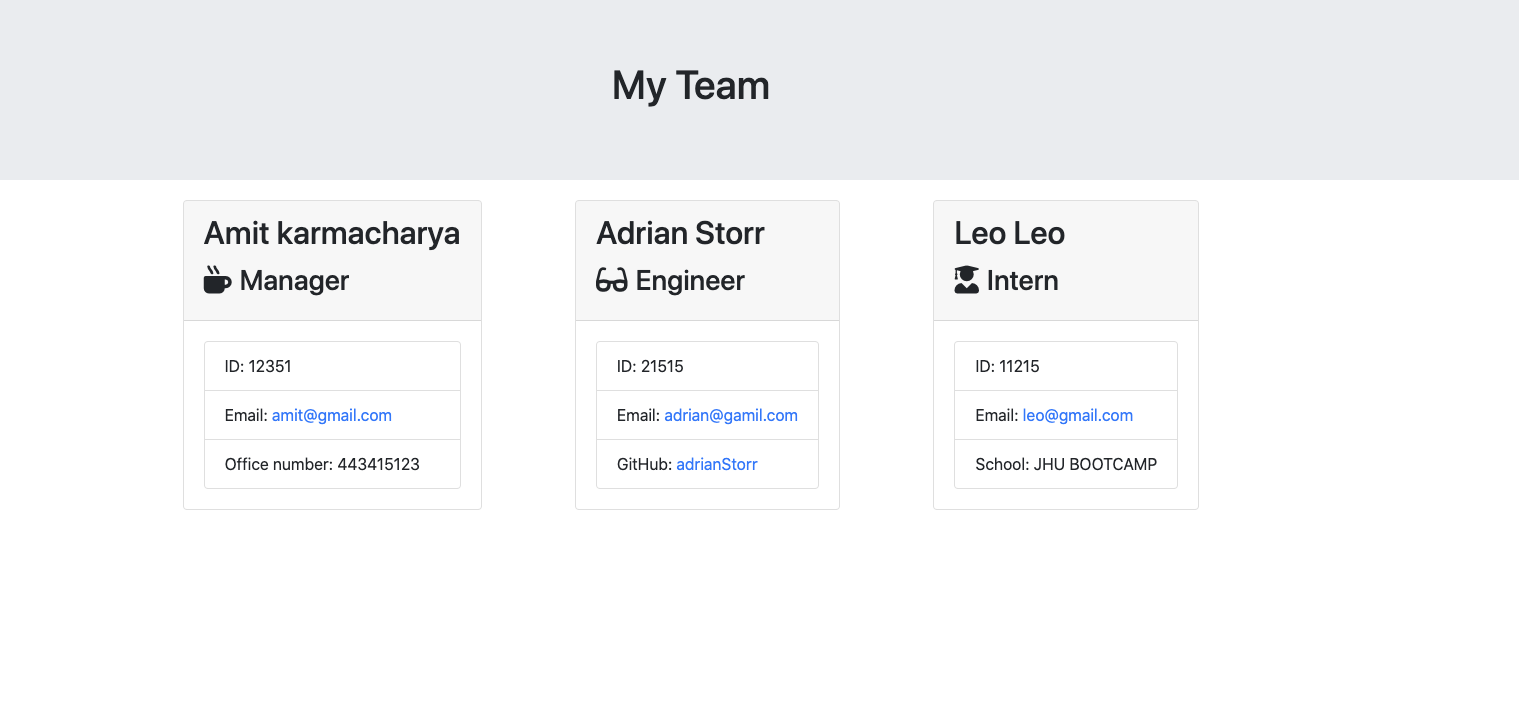 My Team
Amit karmacharya
Manager
ID: 12351
Email: amit@gmail.com
Office number: 443415123
Adrian Storr
Engineer
ID: 21515
Email: adrian@gamil.com
GitHub: adrianStorr
Leo Leo
Intern
ID: 11215
Email: leo@gmail.com
School: JHU BOOTCAMP